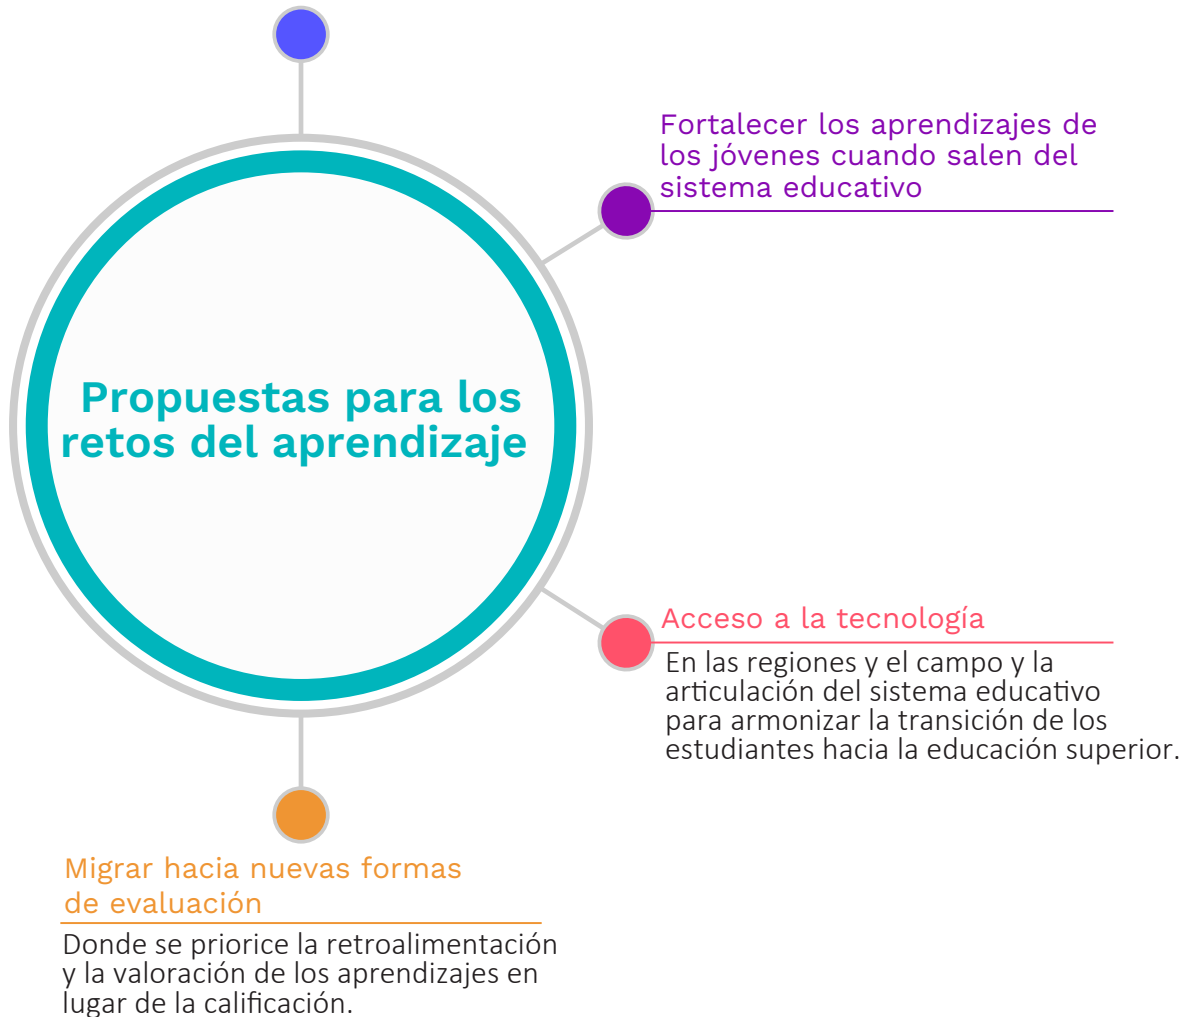 Fortalecer los aprendizajes de
los jóvenes cuando salen del
sistema educativo
Propuestas para los
retos del aprendizaje
Acceso a la tecnología
En las regiones y el campo y la
articulación del sistema educativo
para armonizar la transición de los
estudiantes hacia la educación superior.
Migrar hacia nuevas formas
de evaluación
Donde se priorice la retroalimentación
y la valoración de los aprendizajes en
lugar de la calificación.